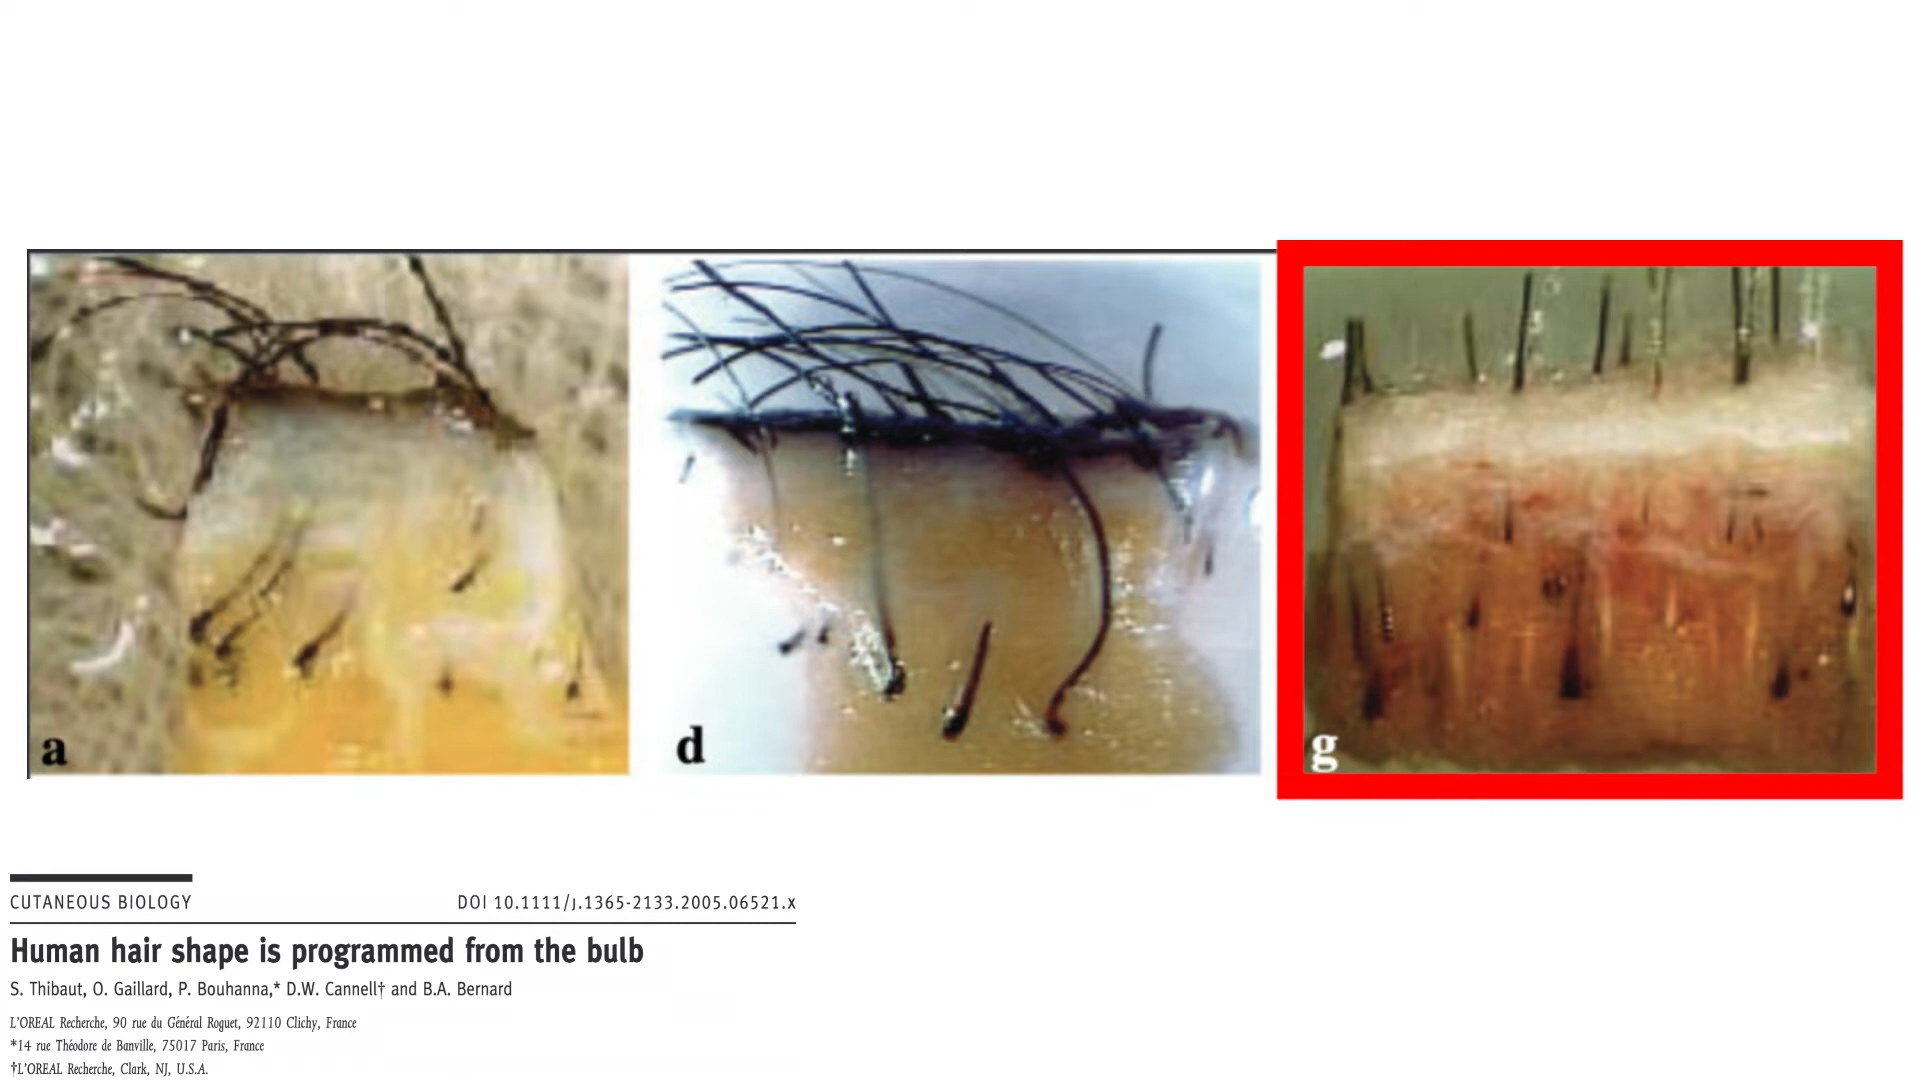 a
d
g
CUTANEOUS BIOLOGY DOI 10.1111/j.1365-2133.2005.06521.x
Human hair shape is programmed from the bulb
S. Thibaut, O. Gaillard, P. Bouhanna,* D.W. Cannell† and B.A. Bernard
L'OREAL Recherche, 90 rue du Général Roguet, 92110 Clichy, France
*14 rue Théodore de Banville, 75017 Paris, France
†L'OREAL Recherche, Clark, NJ, U.S.A.